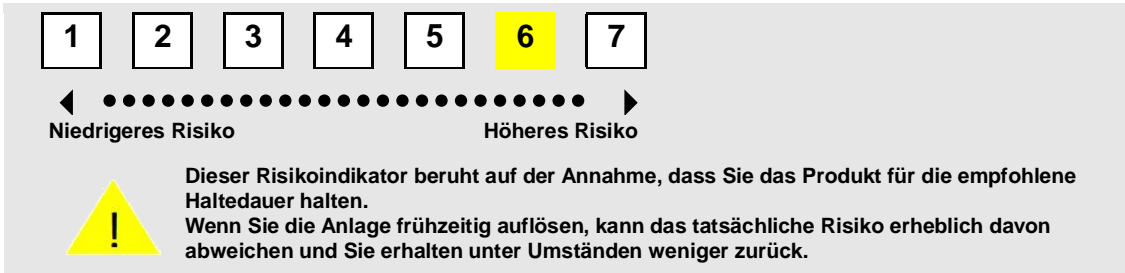 1 2 3 4 5 6 7
Niedrigeres Risiko Höheres Risiko
Dieser Risikoindikator beruht auf der Annahme, dass Sie das Produkt für die empfohlene
Haltedauer halten.
Wenn Sie die Anlage frühzeitig auflösen, kann das tatsächliche Risiko erheblich davon
abweichen und Sie erhalten unter Umständen weniger zurück.
!